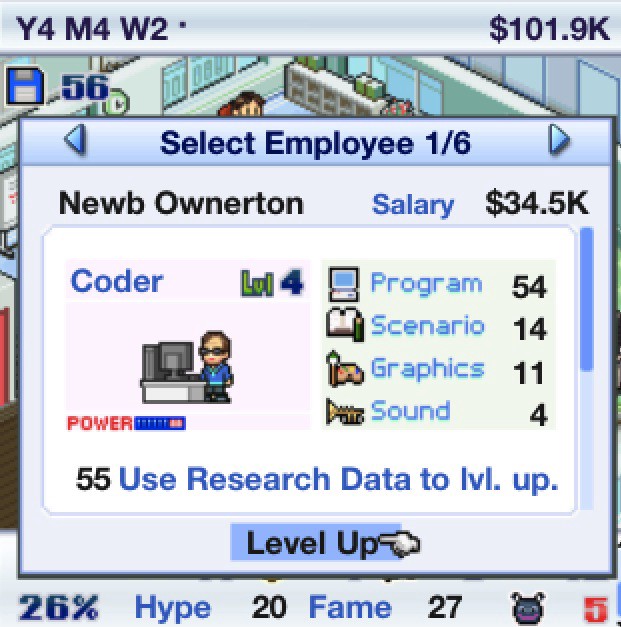 Y4 M4 W2 $101.9K
56
Select Employee 1/6
Newb Ownerton Salary $34.5K
Coder Lvl 4
Program 54
Scenario 14
Graphics 11
Sound 4
POWER
55 Use Research Data to lvl. up.
Level Up
26% Hype 20 Fame 27 5